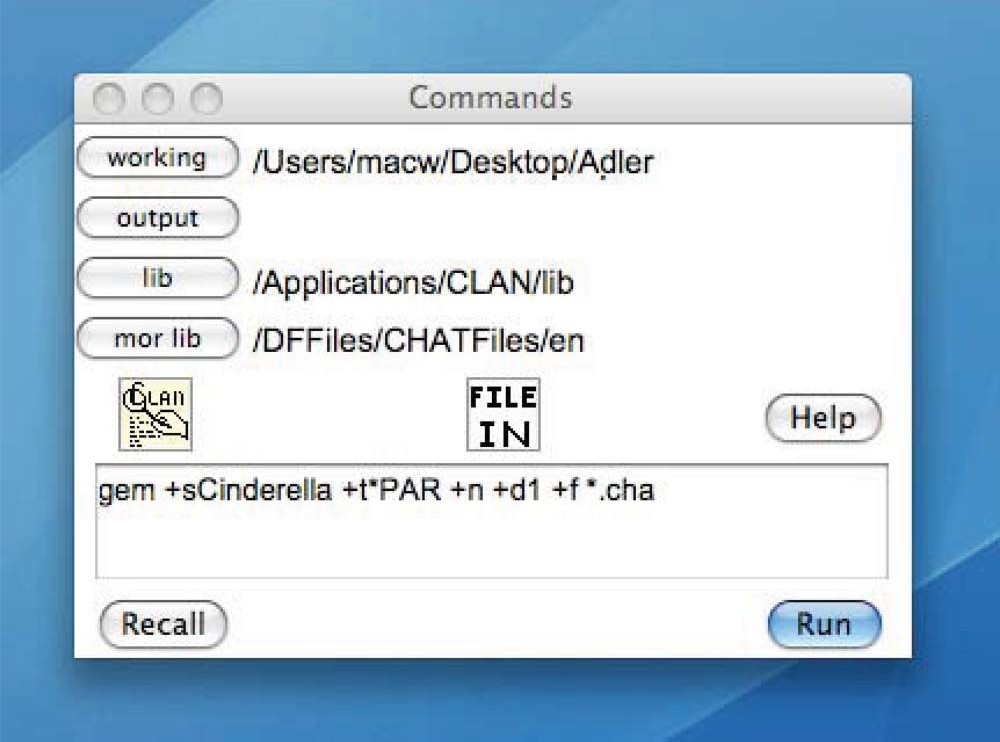 Commands
working /Users/macw/Desktop/Adler
output
lib /Applications/CLAN/lib
mor lib /DFFiles/CHATFiles/en
CLAN FILE IN Help
gem +sCinderella +t*PAR +n +d1 +f *.cha
Recall Run